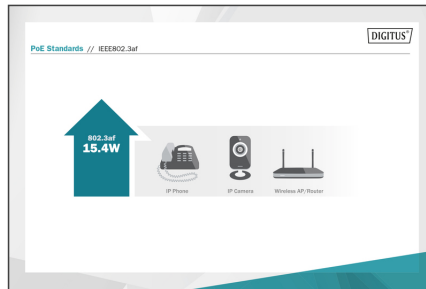 DIGITUS®
PoE Standards // IEEE802.3af
802.3af
15.4W
IP Phone
IP Camera
Wireless AP/Router